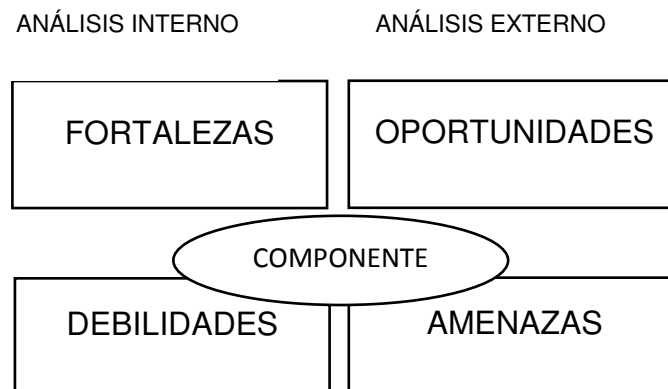 ANÁLISIS INTERNO
ANÁLISIS EXTERNO
FORTALEZAS
OPORTUNIDADES
COMPONENTE
DEBILIDADES
AMENAZAS